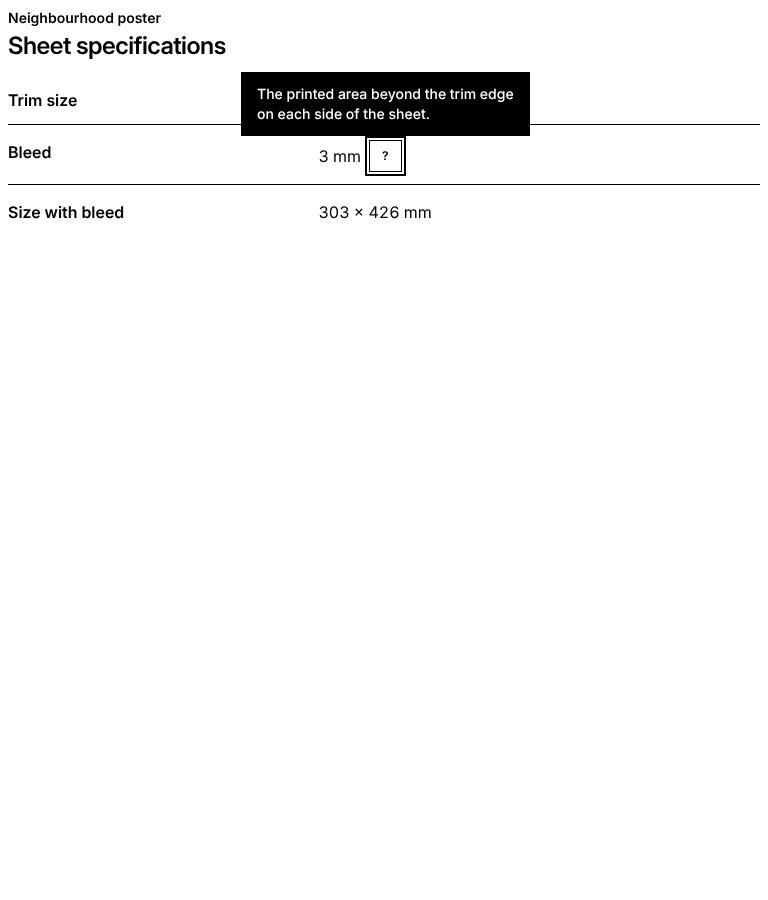 Neighbourhood poster
Sheet specifications
Trim size
The printed area beyond the trim edge
on each side of the sheet.
Bleed
3 mm ?
Size with bleed
303 × 426 mm